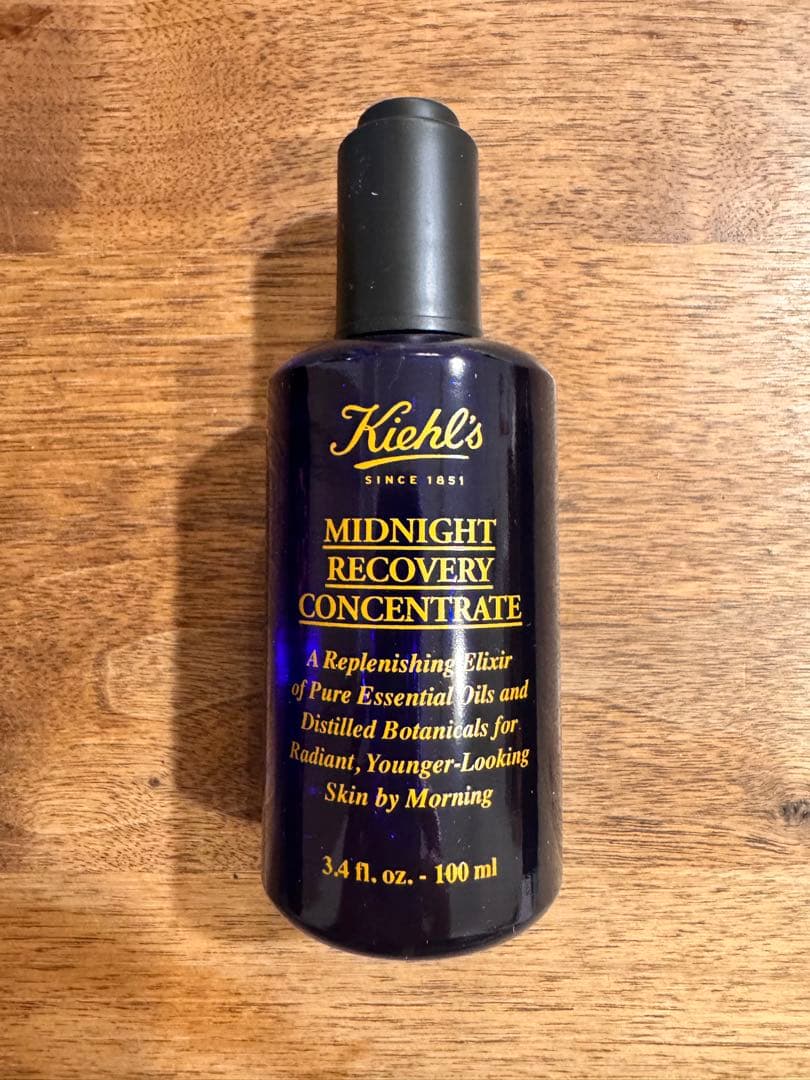 Kiehl's
SINCE 1851
MIDNIGHT
RECOVERY
CONCENTRATE
A Replenishing Elixir
of Pure Essential Oils and
Distilled Botanicals for
Radiant, Younger-Looking
Skin by Morning
3.4 fl. oz. - 100 ml